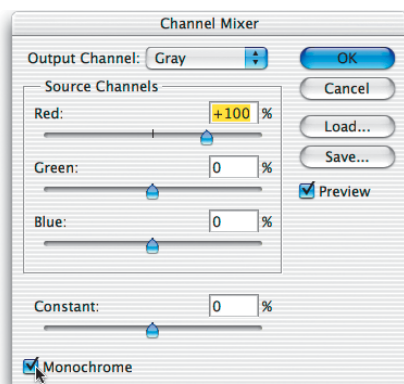 Channel Mixer
Output Channel: Gray
OK
Source Channels
Cancel
Red: +100 %
Load...
Green: 0 %
Save...
Preview
Blue: 0 %
Constant: 0 %
Monochrome